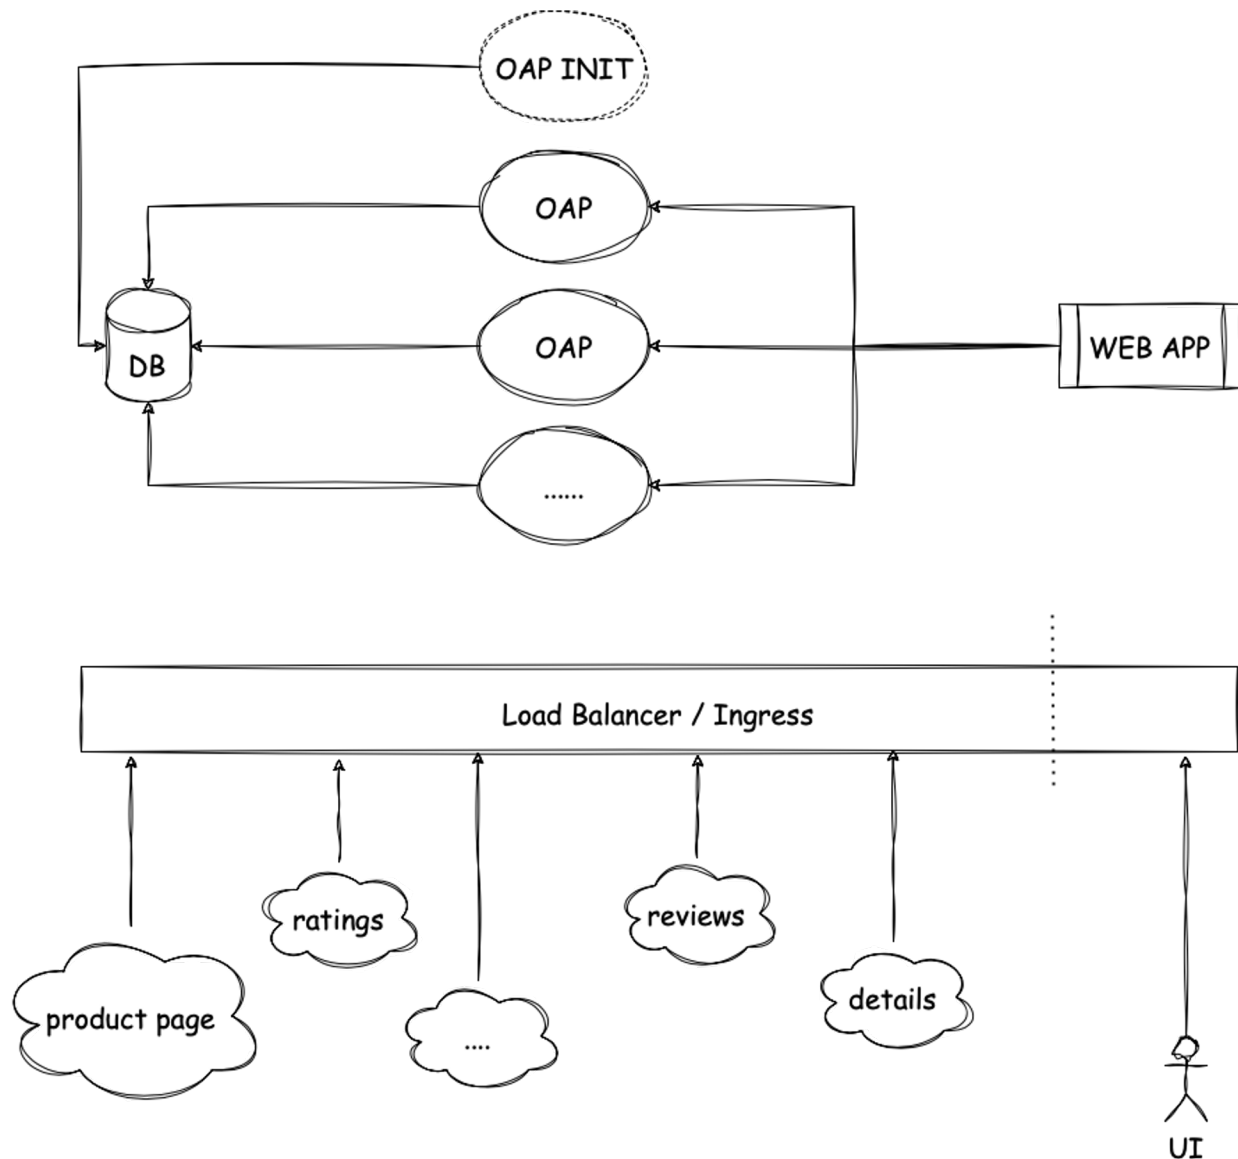 OAP INIT
OAP
DB
OAP
WEB APP
......
Load Balancer / Ingress
product page
ratings
....
reviews
details
UI